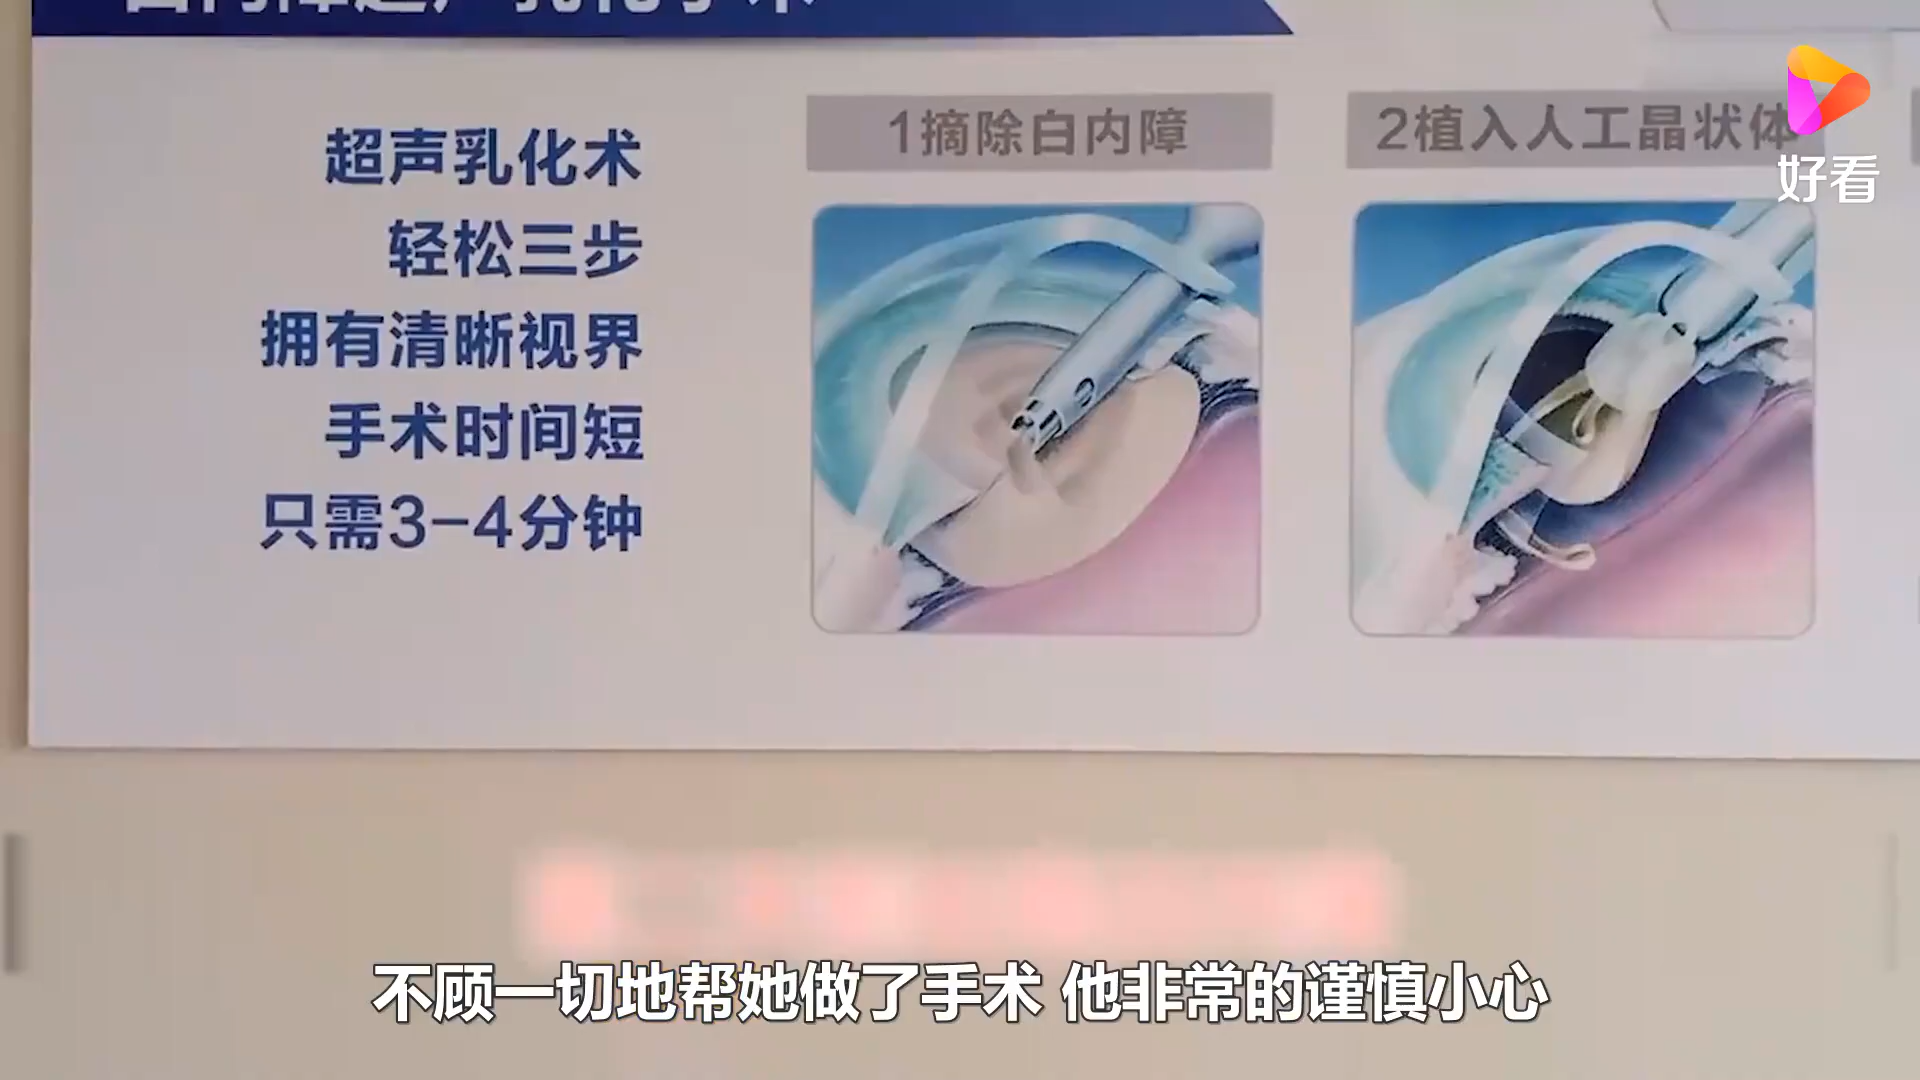 超声乳化术
轻松三步
拥有清晰视界
手术时间短
只需3-4分钟
1摘除白内障
2植入人工晶状体
好看
不顾一切地帮她做了手术 他非常的谨慎小心